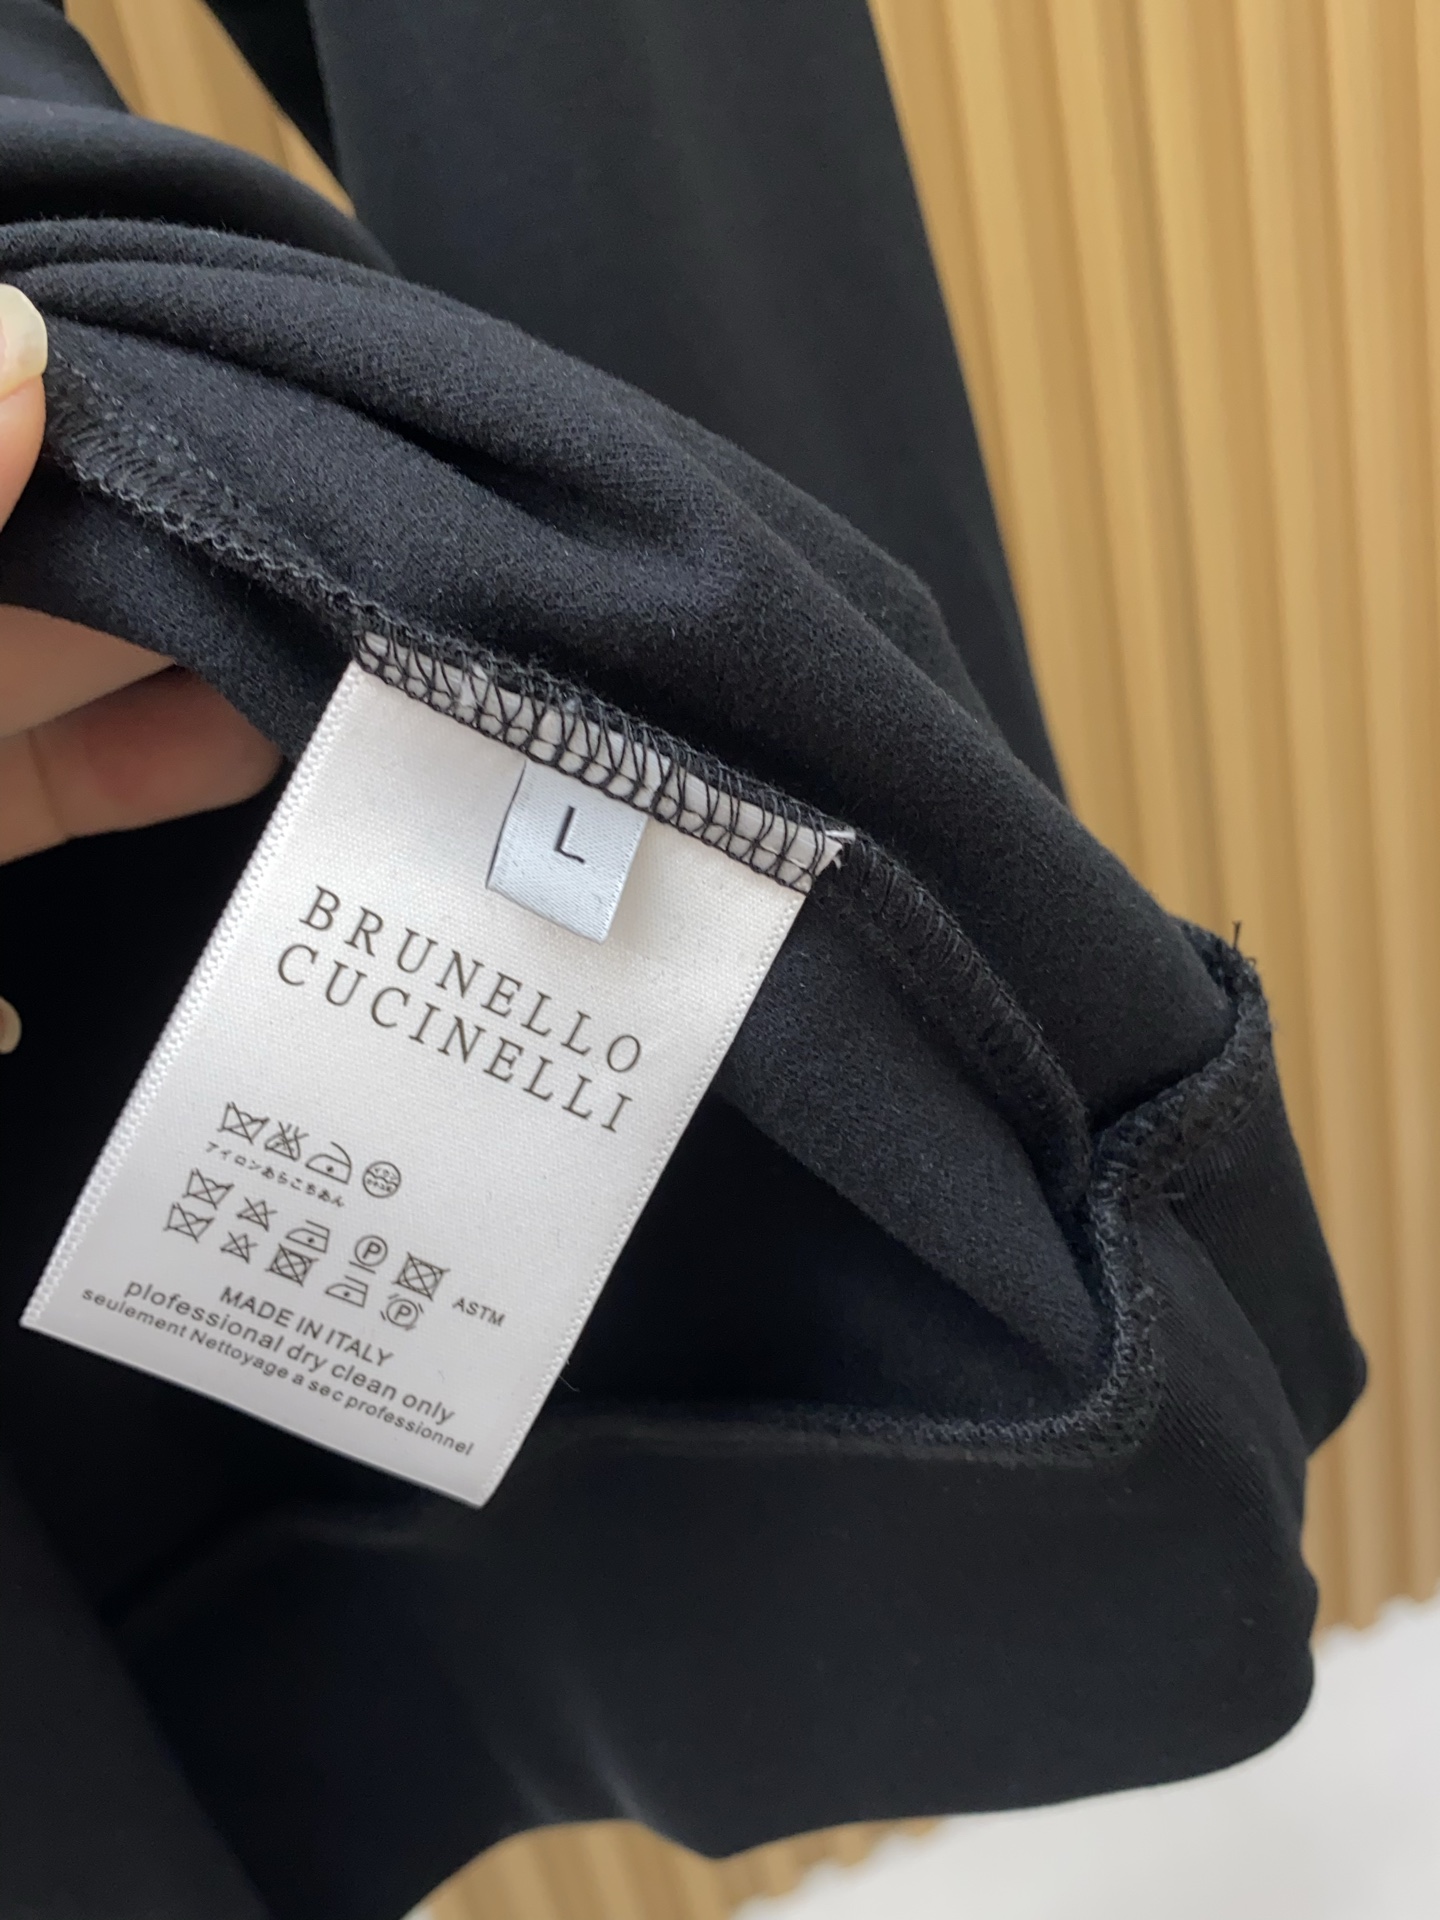 L
BRUNELLO
CUCINELLI
アイロンあらこちあん
P
P
ASTM
MADE IN ITALY
plofessional dry clean only
seulement Nettoyage a sec professionnel